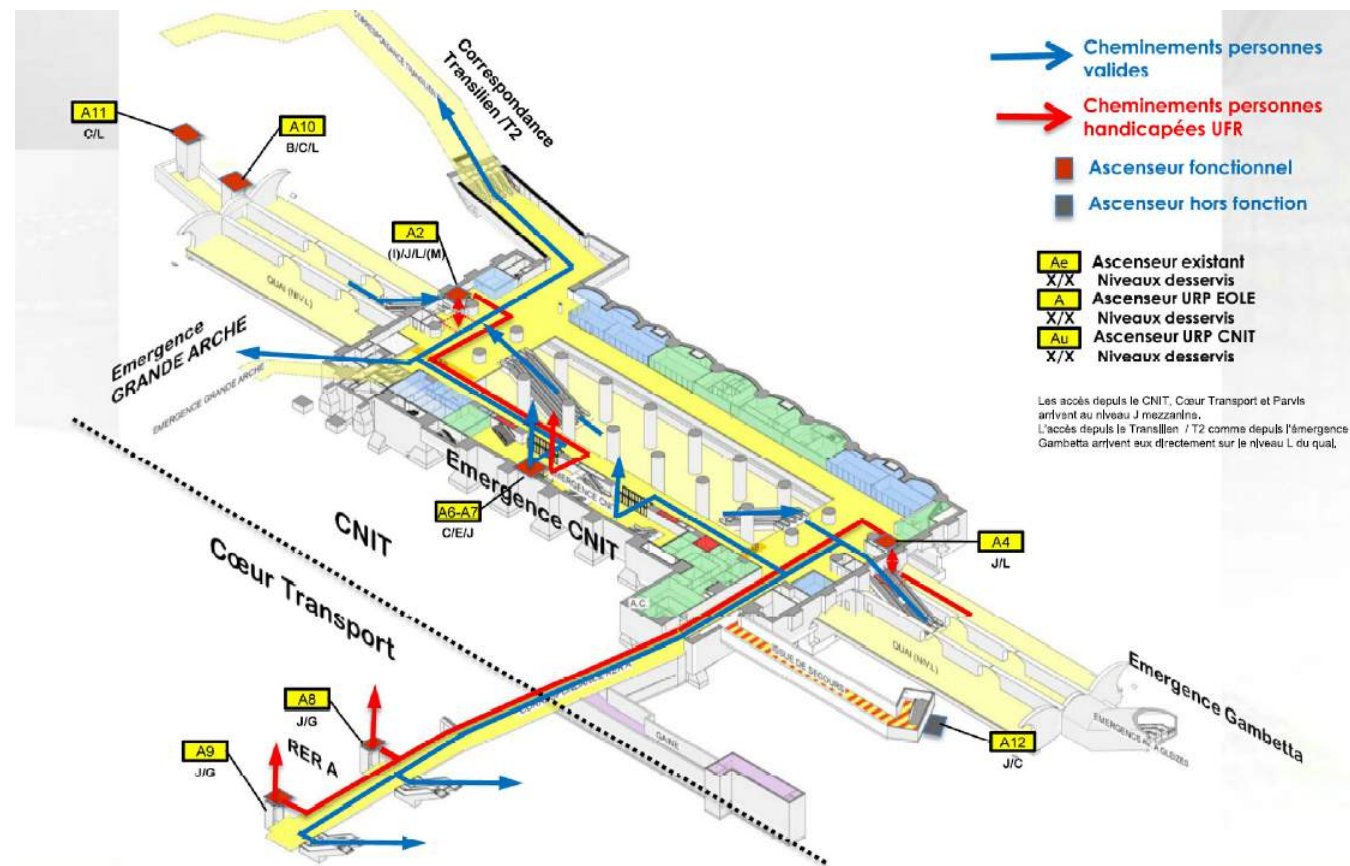 Cheminements personnes
valides
Cheminements personnes
handicapées UFR
Ascenseur fonctionnel
Ascenseur hors fonction
Ae Ascenseur existant
X/X Niveaux desservis
A Ascenseur URP EOLE
X/X Niveaux desservis
Au Ascenseur URP CNIT
X/X Niveaux desservis
Les accès depuis le CNIT, Cœur Transport et Parvis
arrivent au niveau J mezzanine.
L'accès depuis le Transilien / T2 comme depuis l'émergence
Gambetta arrivent eux directement sur le niveau L du quai.
Correspondance
Transilien /T2
A11
C/L
A10
B/C/L
A2
(I)/J/L/(M)
QUAI (NIV.L)
Emergence
GRANDE ARCHE
EMERGENCE GRANDE ARCHE
Emergence CNIT
A6-A7
C/E/J
CNIT
Cœur Transport
A4
J/L
A.C.
QUAI (NIV.L)
ISSUE DE SECOURS
Emergence Gambetta
A12
J/C
GAINE
A8
J/G
A9
J/G
RER A